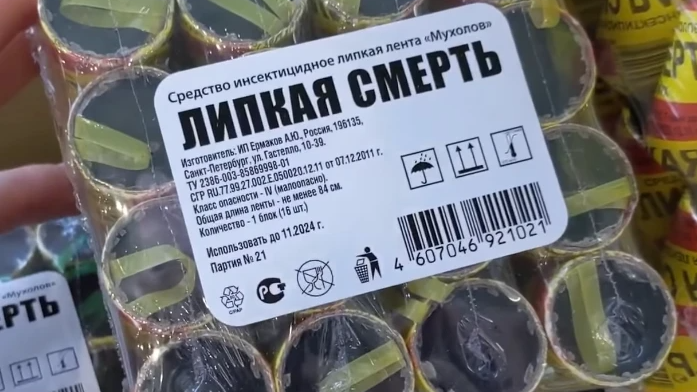 Средство инсектицидное липкая лента «Мухолов»
ЛИПКАЯ СМЕРТЬ
Изготовитель: ИП Ермаков А.Ю., Россия, 196135,
Санкт-Петербург, ул. Гастелло, 10-39.
ТУ 2386-003-85869998-01
СГР RU.77.99.27.002.Е.050020.12.11 от 07.12.2011 г.
Класс опасности - IV (малоопасно).
Общая длина ленты - не менее 84 см.
Количество - 1 блок (16 шт.)
Использовать до 11.2024 г.
Партия № 21
4 607046 921021
РСТ
«Мухолов»
ЕРТЬ